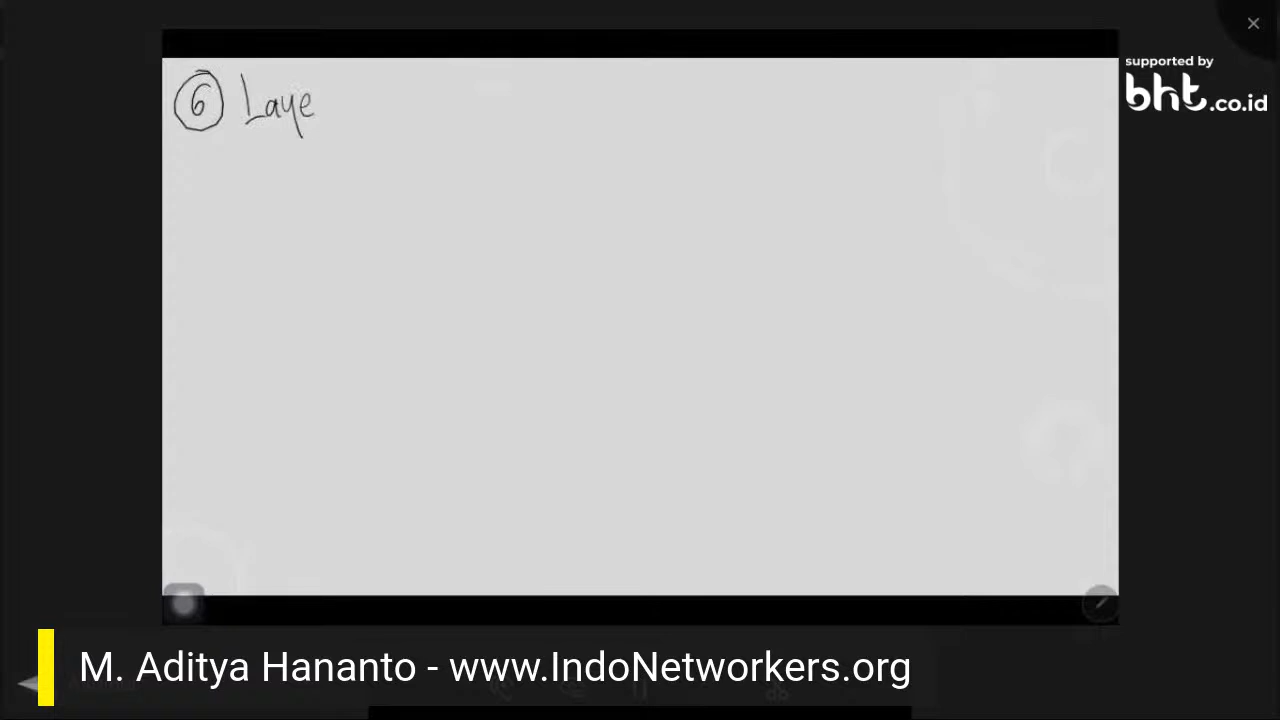 supported by
bht.co.id
6 Laye
M. Aditya Hananto - www.IndoNetworkers.org